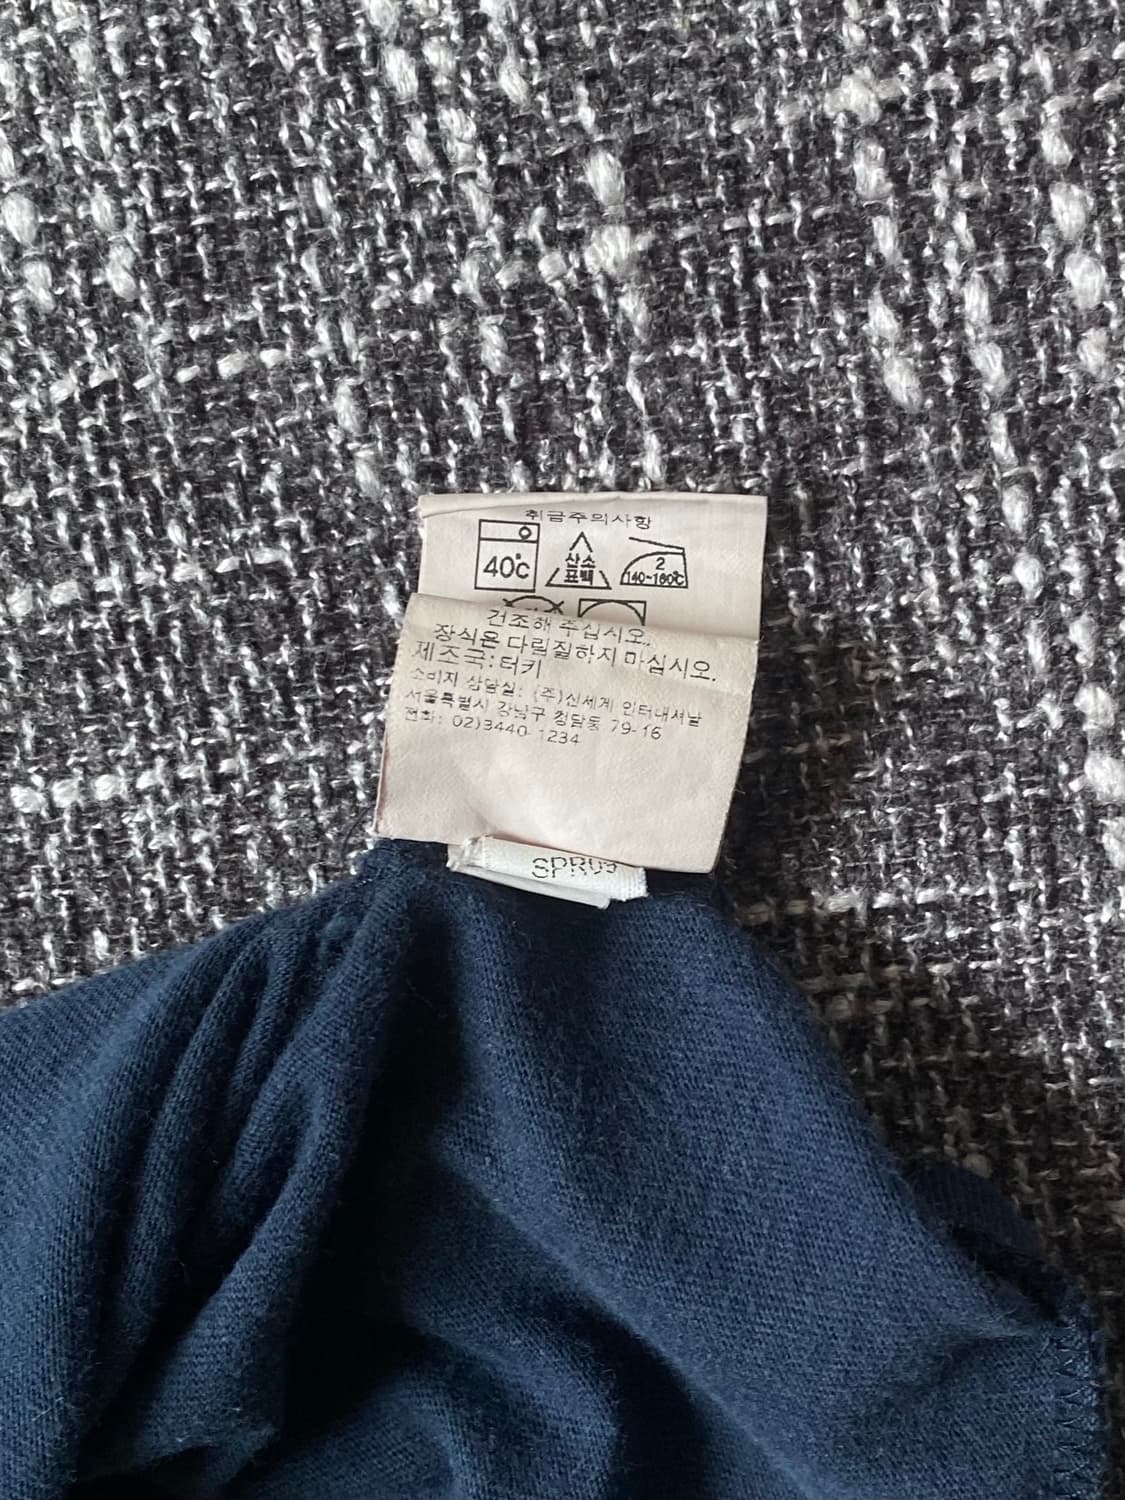 취급주의사항
40°c
산소
표백
2
140~160℃
건조해 주십시오.
장식은 다림질하지 마십시오.
제조국:터키
소비자 상담실: (주)신세계 인터내셔날
서울특별시 강남구 청담동 79-16
전화: 02)3440-1234